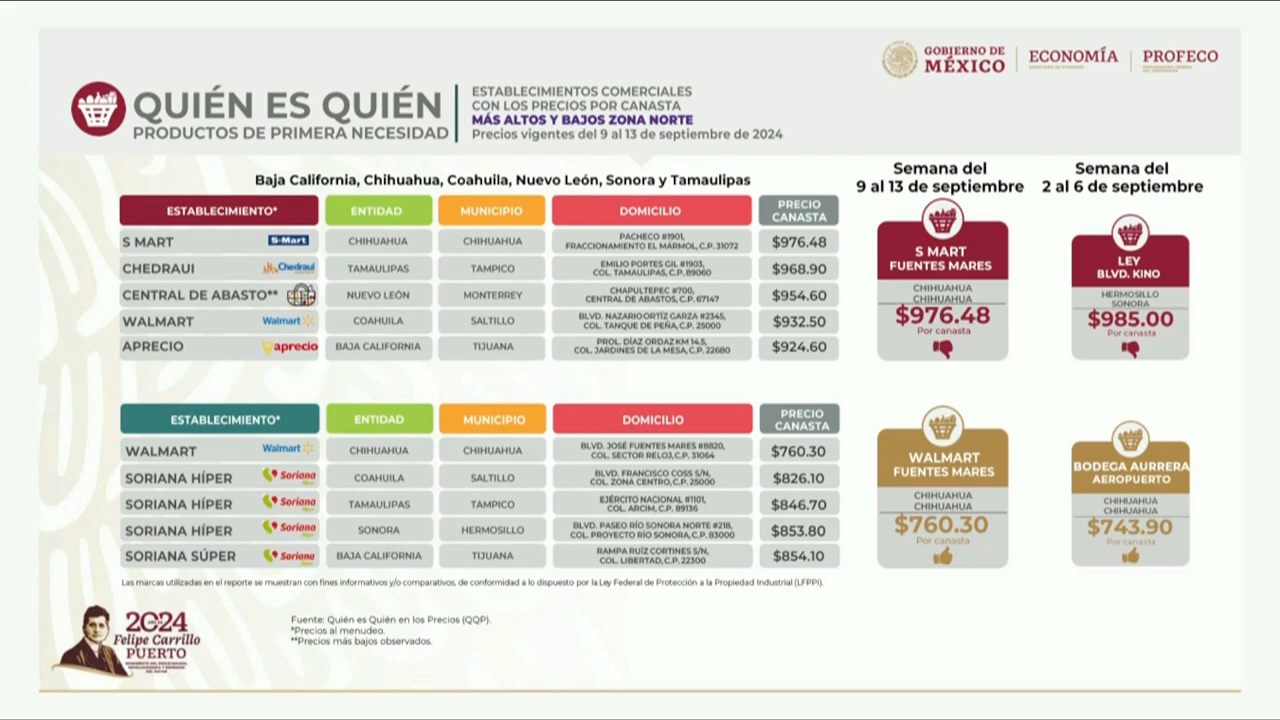 GOBIERNO DE
MÉXICO
ECONOMÍA
PROFECO
QUIÉN ES QUIÉN
PRODUCTOS DE PRIMERA NECESIDAD
ESTABLECIMIENTOS COMERCIALES
CON LOS PRECIOS POR CANASTA
MÁS ALTOS Y BAJOS ZONA NORTE
Precios vigentes del 9 al 13 de septiembre de 2024
Baja California, Chihuahua, Coahuila, Nuevo León, Sonora y Tamaulipas
ESTABLECIMIENTO* ENTIDAD MUNICIPIO DOMICILIO PRECIO CANASTA
S MART S-Mart CHIHUAHUA CHIHUAHUA PACHECO #1901, FRACCIONAMIENTO EL MÁRMOL, C.P. 31072 $976.48
CHEDRAUI Chedraui TAMAULIPAS TAMPICO EMILIO PORTES GIL #1903, COL. TAMAULIPAS, C.P. 89060 $968.90
CENTRAL DE ABASTO** NUEVO LEÓN MONTERREY CHAPULTEPEC #700, CENTRAL DE ABASTOS, C.P. 67147 $954.60
WALMART Walmart COAHUILA SALTILLO BLVD. NAZARIO ORTÍZ GARZA #2345, COL. TANQUE DE PEÑA, C.P. 25000 $932.50
APRECIO aprecio BAJA CALIFORNIA TIJUANA PROL. DÍAZ ORDAZ KM 14.5, COL. JARDINES DE LA MESA, C.P. 22680 $924.60
Semana del
9 al 13 de septiembre
S MART
FUENTES MARES
CHIHUAHUA
CHIHUAHUA
$976.48
Por canasta
Semana del
2 al 6 de septiembre
LEY
BLVD. KINO
HERMOSILLO
SONORA
$985.00
Por canasta
ESTABLECIMIENTO* ENTIDAD MUNICIPIO DOMICILIO PRECIO CANASTA
WALMART Walmart CHIHUAHUA CHIHUAHUA BLVD. JOSÉ FUENTES MARES #8820, COL. SECTOR RELOJ, C.P. 31064 $760.30
SORIANA HÍPER Soriana COAHUILA SALTILLO BLVD. FRANCISCO COSS S/N, COL. ZONA CENTRO, C.P. 25000 $826.10
SORIANA HÍPER Soriana TAMAULIPAS TAMPICO EJÉRCITO NACIONAL #1101, COL. ARCIM, C.P. 89136 $846.70
SORIANA HÍPER Soriana SONORA HERMOSILLO BLVD. PASEO RÍO SONORA NORTE #218, COL. PROYECTO RÍO SONORA, C.P. 83000 $853.80
SORIANA SÚPER Soriana BAJA CALIFORNIA TIJUANA RAMPA RUÍZ CORTINES S/N, COL. LIBERTAD, C.P. 22300 $854.10
WALMART
FUENTES MARES
CHIHUAHUA
CHIHUAHUA
$760.30
Por canasta
BODEGA AURRERA
AEROPUERTO
CHIHUAHUA
CHIHUAHUA
$743.90
Por canasta
Las marcas utilizadas en el reporte se muestran con fines informativos y/o comparativos, de conformidad a lo dispuesto por la Ley Federal de Protección a la Propiedad Industrial (LFPPI).
2024
Felipe Carrillo
PUERTO
Fuente: Quién es Quién en los Precios (QQP).
*Precios al menudeo.
**Precios más bajos observados.